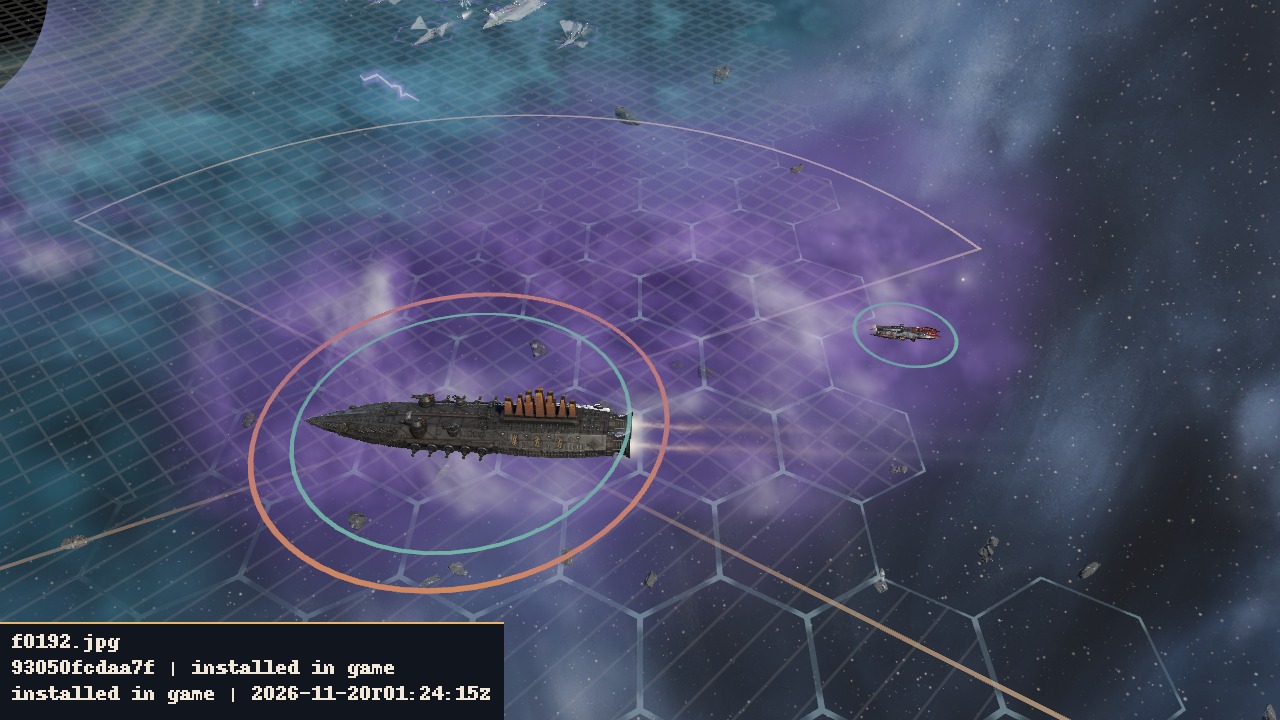 f0192.jpg
93050fcdaa7f | installed in game
installed in game | 2026-11-20T01:24:15Z